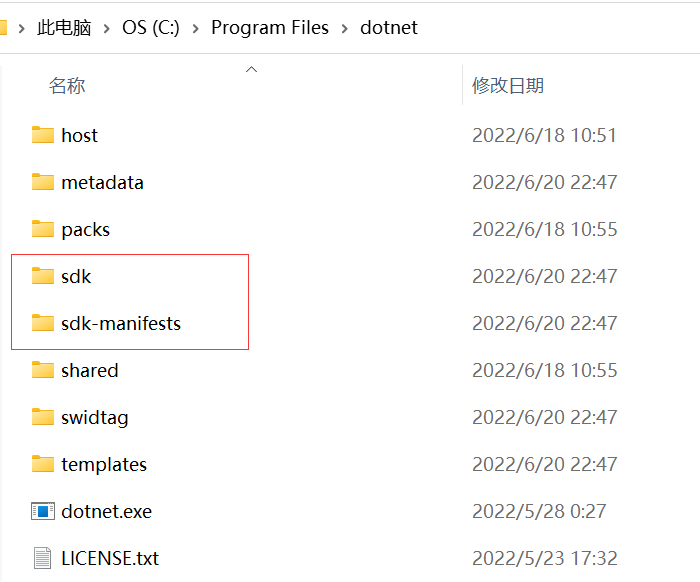 此电脑 OS (C:) Program Files dotnet
名称 修改日期
host 2022/6/18 10:51
metadata 2022/6/20 22:47
packs 2022/6/18 10:55
sdk 2022/6/20 22:47
sdk-manifests 2022/6/20 22:47
shared 2022/6/18 10:55
swidtag 2022/6/20 22:47
templates 2022/6/20 22:47
dotnet.exe 2022/5/28 0:27
LICENSE.txt 2022/5/23 17:32